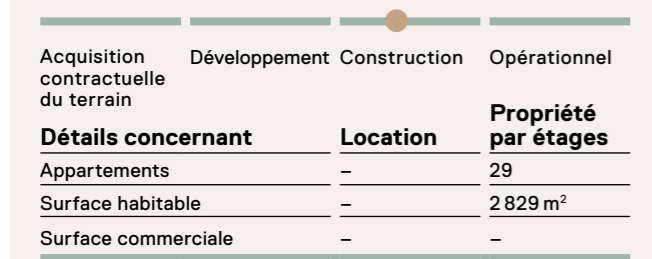 Acquisition contractuelle du terrain
Développement
Construction
Opérationnel
Détails concernant Location Propriété par étages
Appartements – 29
Surface habitable – 2 829 m²
Surface commerciale – –